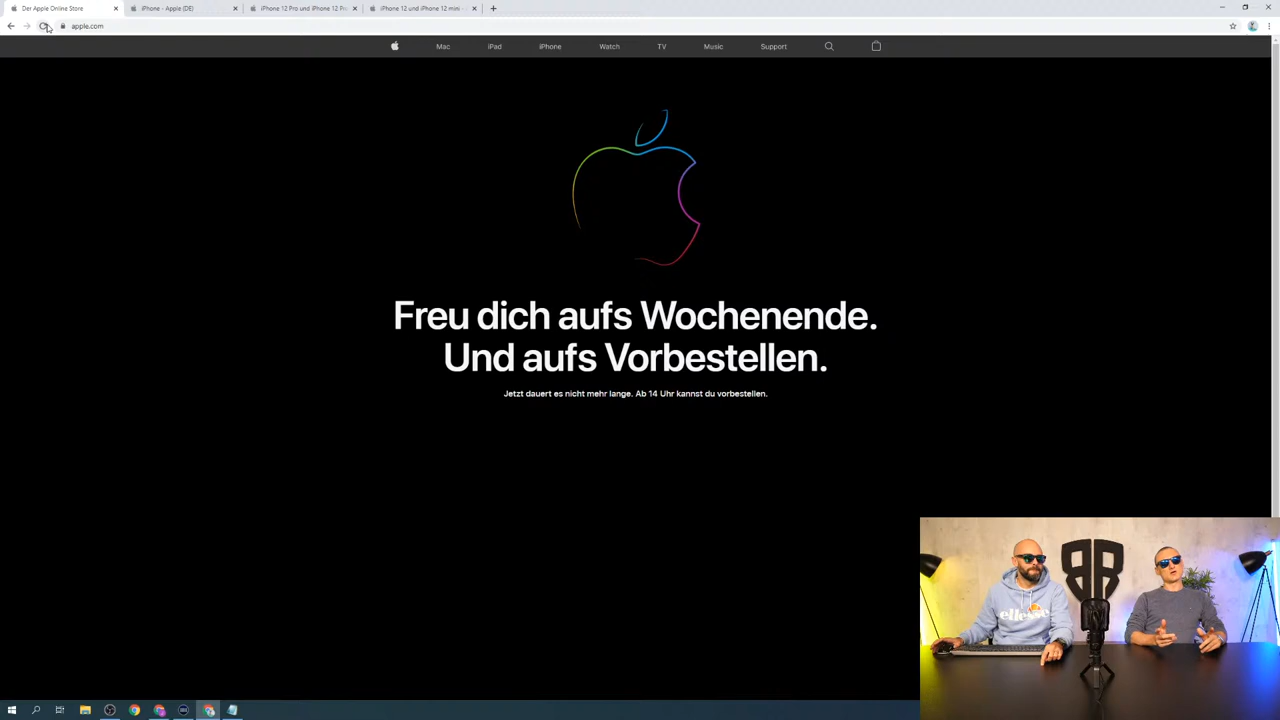 Der Apple Online Store
iPhone - Apple (DE)
iPhone 12 Pro und iPhone 12 Pr
iPhone 12 und iPhone 12 mini -
apple.com
Mac
iPad
iPhone
Watch
TV
Music
Support
Freu dich aufs Wochenende.
Und aufs Vorbestellen.
Jetzt dauert es nicht mehr lange. Ab 14 Uhr kannst du vorbestellen.
ellesse